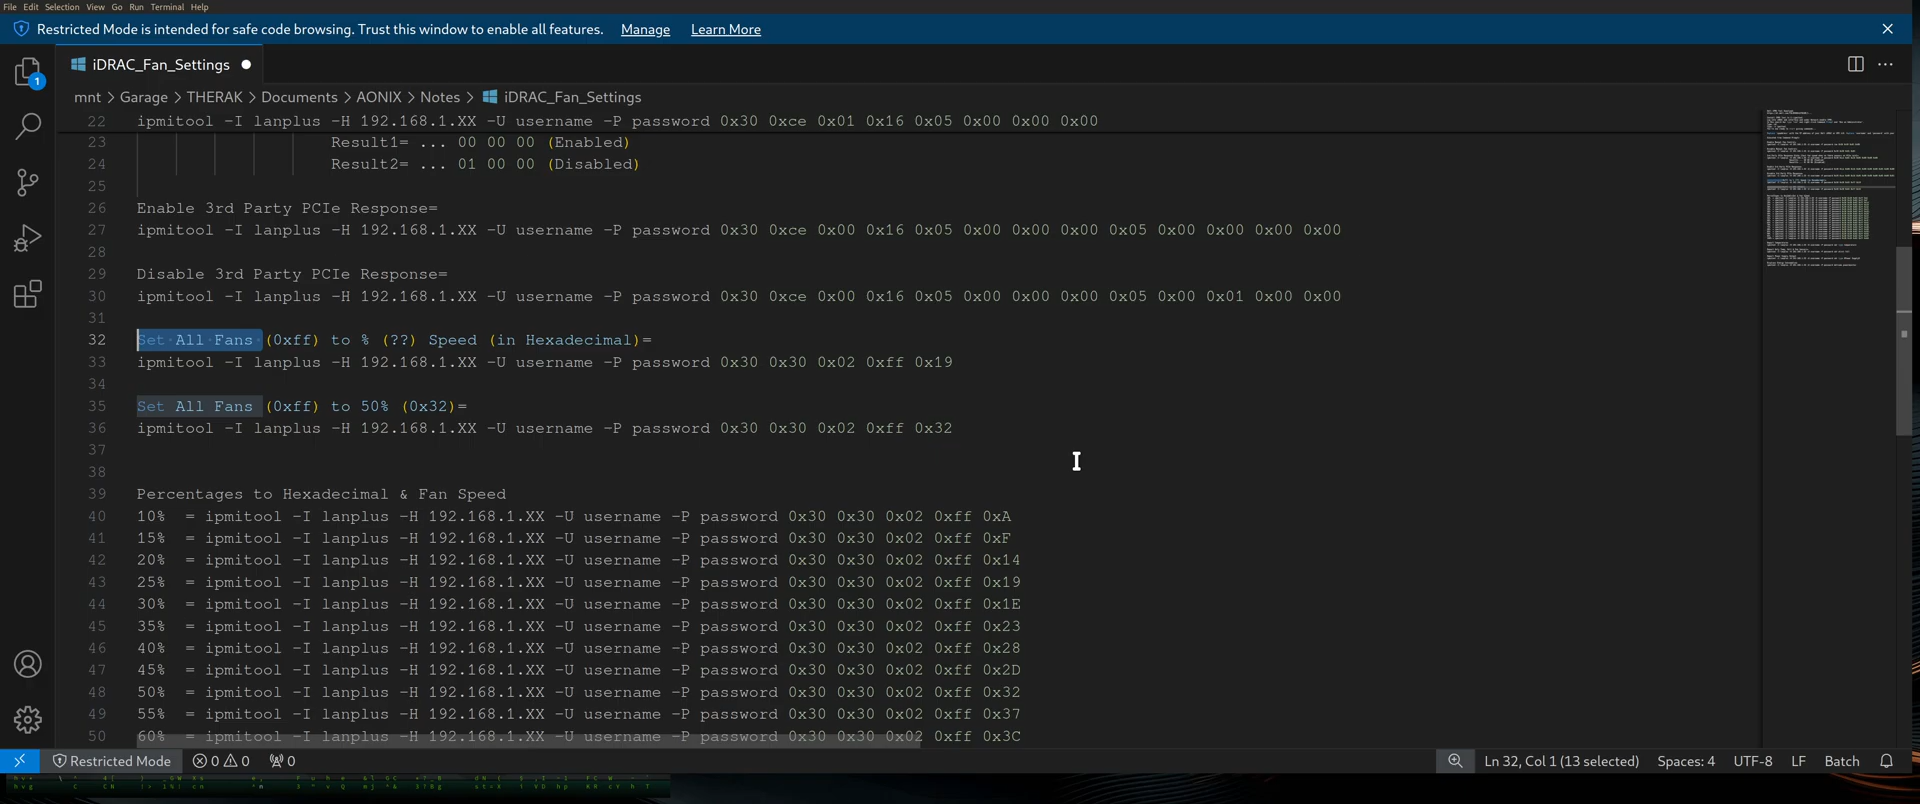 File Edit Selection View Go Run Terminal Help
Restricted Mode is intended for safe code browsing. Trust this window to enable all features. Manage Learn More
1
iDRAC_Fan_Settings
mnt > Garage > THERAK > Documents > AONIX > Notes > iDRAC_Fan_Settings
22 ipmitool -I lanplus -H 192.168.1.XX -U username -P password 0x30 0xce 0x01 0x16 0x05 0x00 0x00 0x00
23 Result1= ... 00 00 00 (Enabled)
24 Result2= ... 01 00 00 (Disabled)
25
26 Enable 3rd Party PCIe Response=
27 ipmitool -I lanplus -H 192.168.1.XX -U username -P password 0x30 0xce 0x00 0x16 0x05 0x00 0x00 0x00 0x05 0x00 0x00 0x00 0x00
28
29 Disable 3rd Party PCIe Response=
30 ipmitool -I lanplus -H 192.168.1.XX -U username -P password 0x30 0xce 0x00 0x16 0x05 0x00 0x00 0x00 0x05 0x00 0x01 0x00 0x00
31
32 Set All Fans (0xff) to % (??) Speed (in Hexadecimal)=
33 ipmitool -I lanplus -H 192.168.1.XX -U username -P password 0x30 0x30 0x02 0xff 0x19
34
35 Set All Fans (0xff) to 50% (0x32)=
36 ipmitool -I lanplus -H 192.168.1.XX -U username -P password 0x30 0x30 0x02 0xff 0x32
37
38
39 Percentages to Hexadecimal & Fan Speed
40 10% = ipmitool -I lanplus -H 192.168.1.XX -U username -P password 0x30 0x30 0x02 0xff 0xA
41 15% = ipmitool -I lanplus -H 192.168.1.XX -U username -P password 0x30 0x30 0x02 0xff 0xF
42 20% = ipmitool -I lanplus -H 192.168.1.XX -U username -P password 0x30 0x30 0x02 0xff 0x14
43 25% = ipmitool -I lanplus -H 192.168.1.XX -U username -P password 0x30 0x30 0x02 0xff 0x19
44 30% = ipmitool -I lanplus -H 192.168.1.XX -U username -P password 0x30 0x30 0x02 0xff 0x1E
45 35% = ipmitool -I lanplus -H 192.168.1.XX -U username -P password 0x30 0x30 0x02 0xff 0x23
46 40% = ipmitool -I lanplus -H 192.168.1.XX -U username -P password 0x30 0x30 0x02 0xff 0x28
47 45% = ipmitool -I lanplus -H 192.168.1.XX -U username -P password 0x30 0x30 0x02 0xff 0x2D
48 50% = ipmitool -I lanplus -H 192.168.1.XX -U username -P password 0x30 0x30 0x02 0xff 0x32
49 55% = ipmitool -I lanplus -H 192.168.1.XX -U username -P password 0x30 0x30 0x02 0xff 0x37
50 60% = ipmitool -I lanplus -H 192.168.1.XX -U username -P password 0x30 0x30 0x02 0xff 0x3C
Restricted Mode 0 0 0 Ln 32, Col 1 (13 selected) Spaces: 4 UTF-8 LF Batch